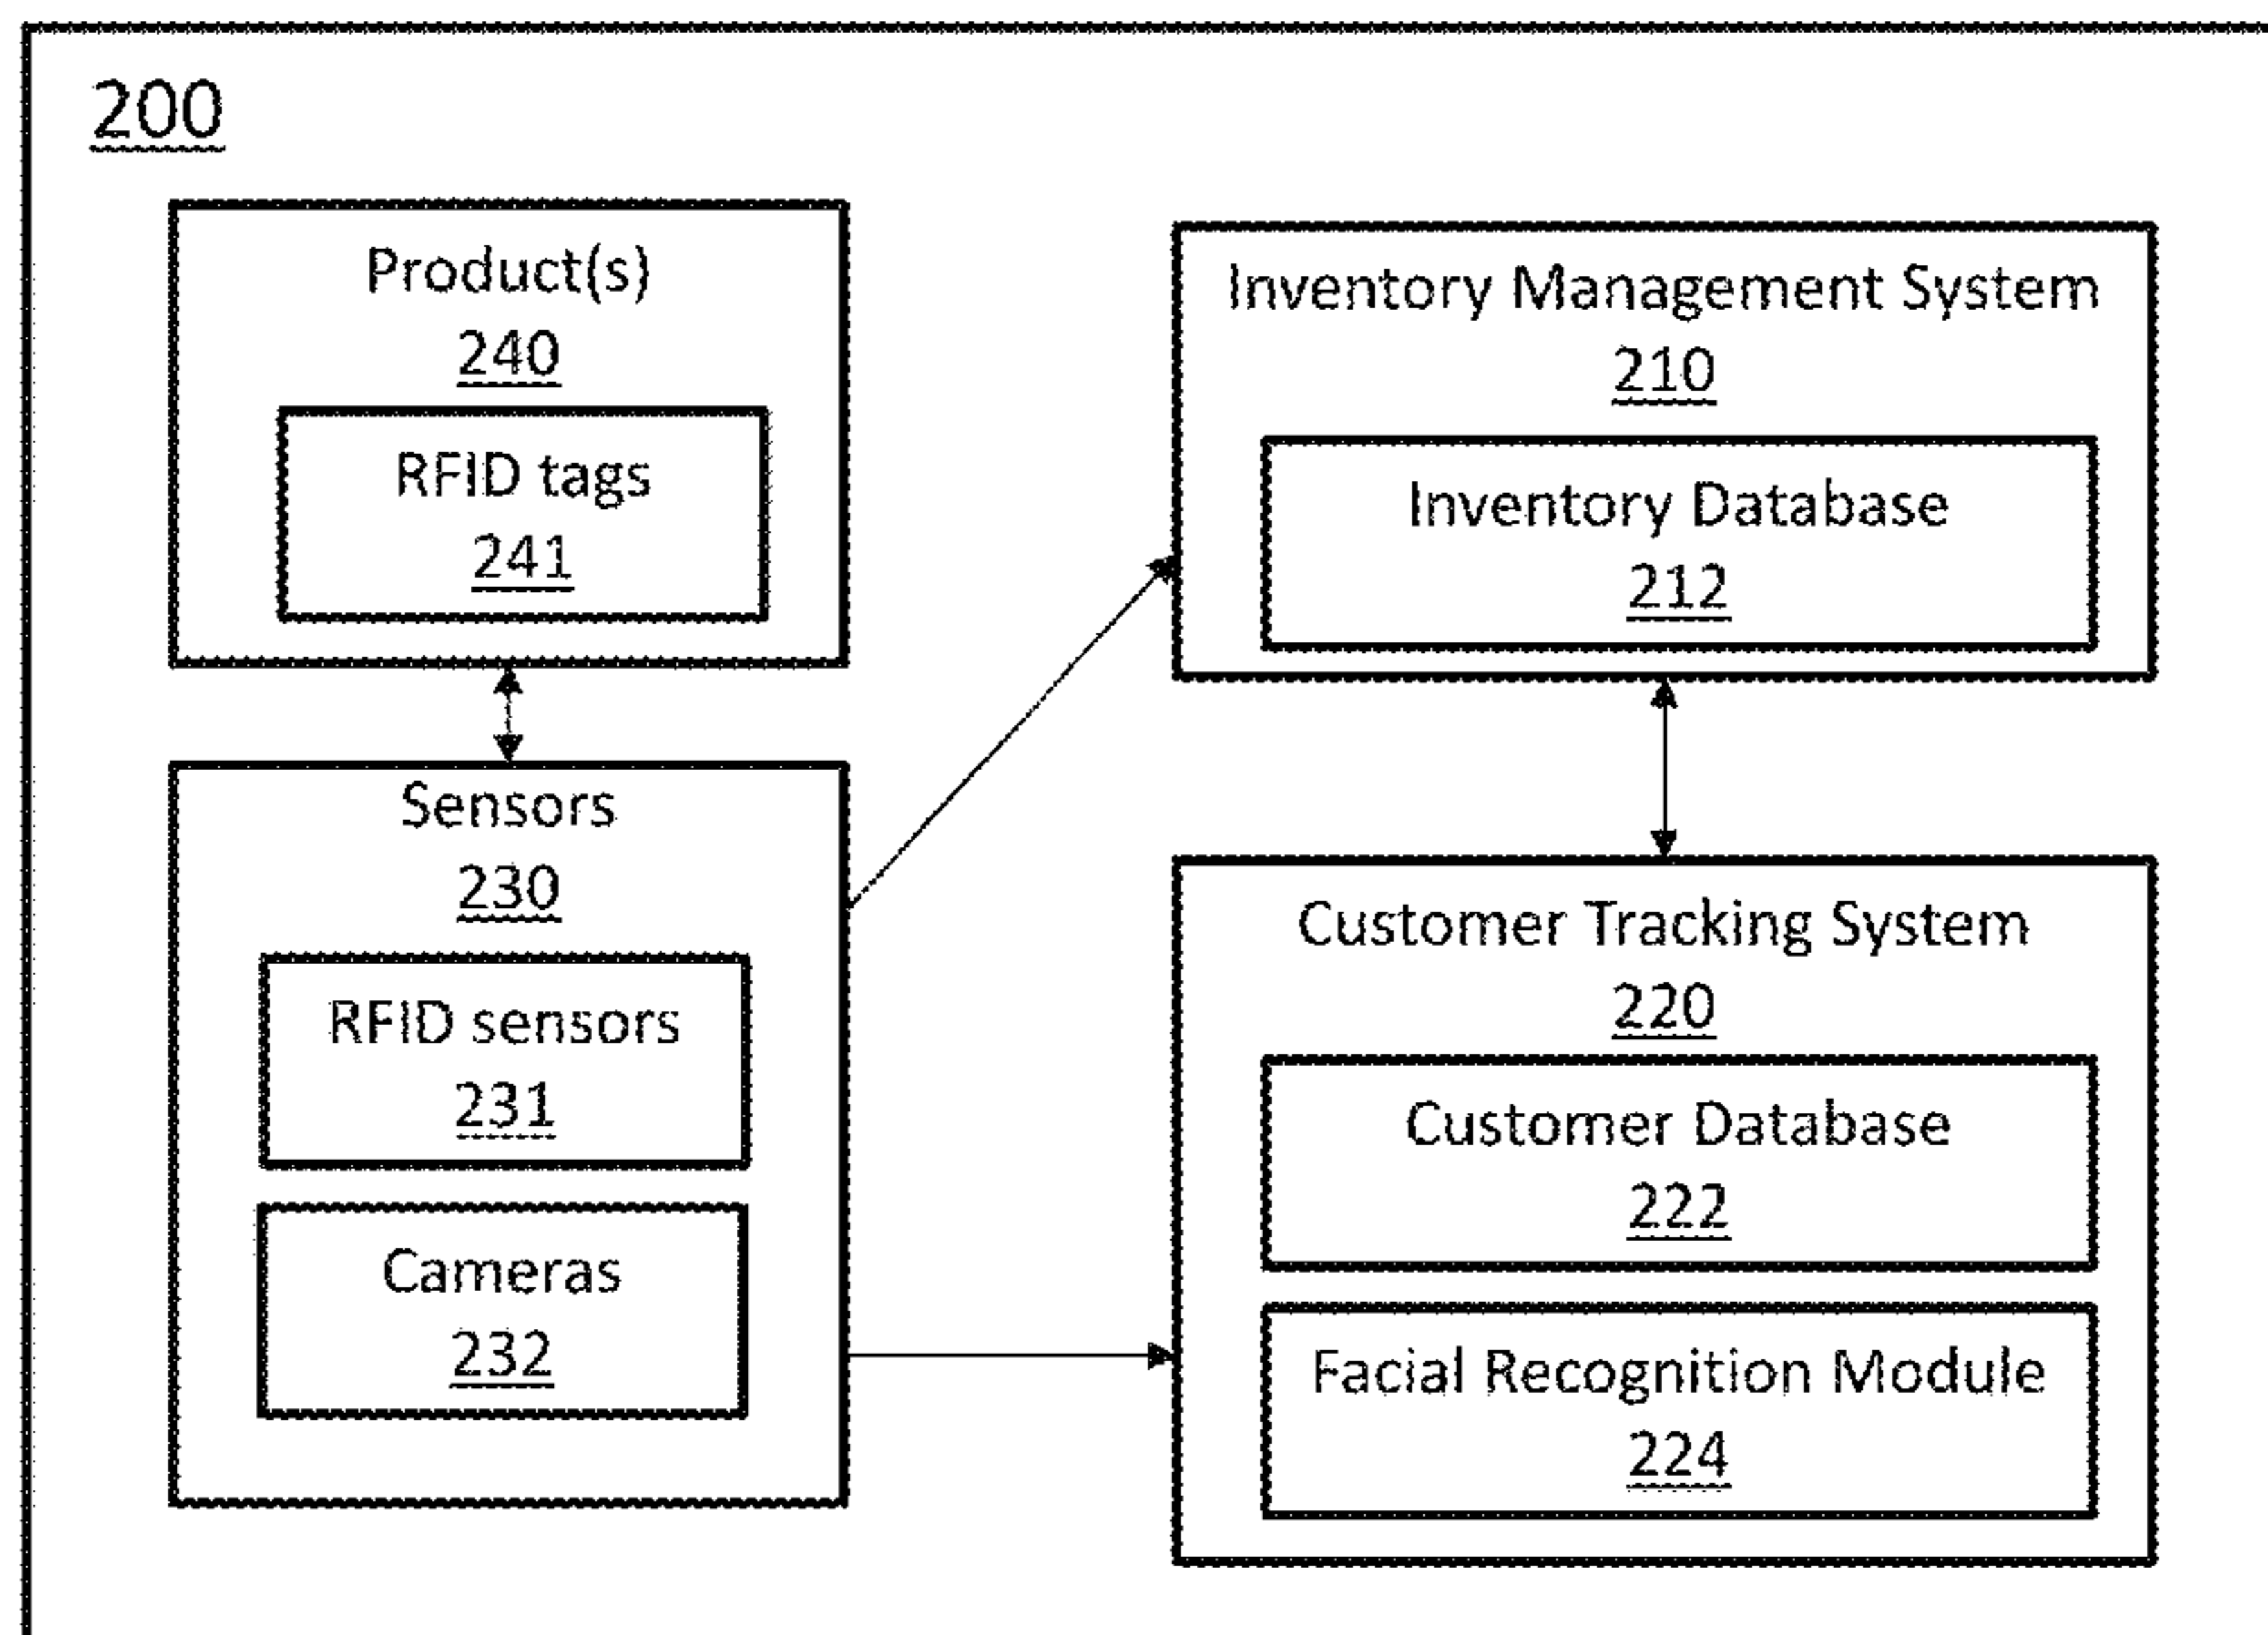 200
Product(s)
240
RFID tags
241
Sensors
230
RFID sensors
231
Cameras
232
Inventory Management System
210
Inventory Database
212
Customer Tracking System
220
Customer Database
222
Facial Recognition Module
224